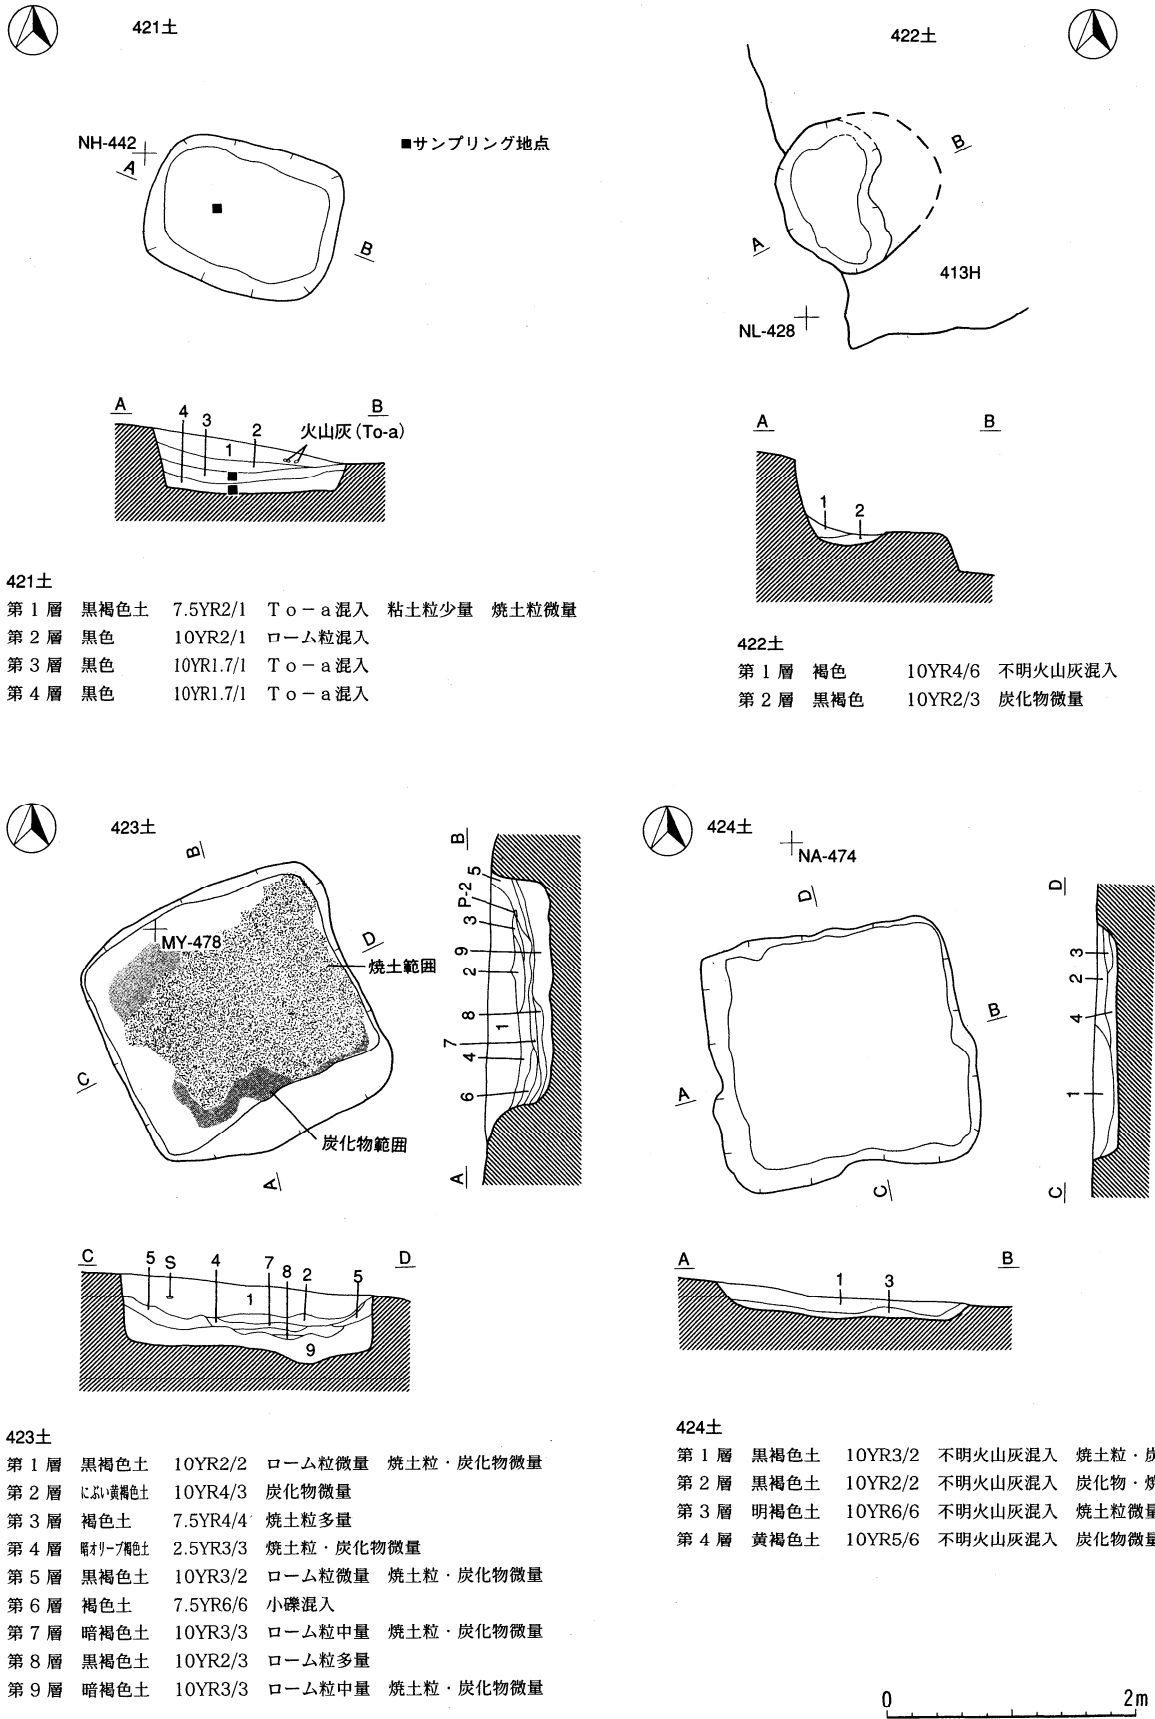 421土
NH-442
A
B
■サンプリング地点
A
B
4
3
2
1
火山灰(To-a)
421土
第1層 黒褐色土 7.5YR2/1 To-a混入 粘土粒少量 焼土粒微量
第2層 黒色 10YR2/1 ローム粒混入
第3層 黒色 10YR1.7/1 To-a混入
第4層 黒色 10YR1.7/1 To-a混入
422土
B
A
413H
NL-428
A
B
1
2
422土
第1層 褐色 10YR4/6 不明火山灰混入
第2層 黒褐色 10YR2/3 炭化物微量
423土
B
MY-478
D
焼土範囲
C
炭化物範囲
A
B
5
P-2
3
9
2
8
1
7
4
6
A
C
5
S
4
7
8
2
5
D
1
9
423土
第1層 黒褐色土 10YR2/2 ローム粒微量 焼土粒・炭化物微量
第2層 にぶい黄褐色土 10YR4/3 炭化物微量
第3層 褐色土 7.5YR4/4 焼土粒多量
第4層 暗オリーブ褐色土 2.5YR3/3 焼土粒・炭化物微量
第5層 黒褐色土 10YR3/2 ローム粒微量 焼土粒・炭化物微量
第6層 褐色土 7.5YR6/6 小礫混入
第7層 暗褐色土 10YR3/3 ローム粒中量 焼土粒・炭化物微量
第8層 黒褐色土 10YR2/3 ローム粒多量
第9層 暗褐色土 10YR3/3 ローム粒中量 焼土粒・炭化物微量
424土
NA-474
D
B
A
C
D
3
2
4
1
C
A
B
1
3
424土
第1層 黒褐色土 10YR3/2 不明火山灰混入 焼土粒・炭
第2層 黒褐色土 10YR2/2 不明火山灰混入 炭化物・焼
第3層 明褐色土 10YR6/6 不明火山灰混入 焼土粒微量
第4層 黄褐色土 10YR5/6 不明火山灰混入 炭化物微量
0 2m